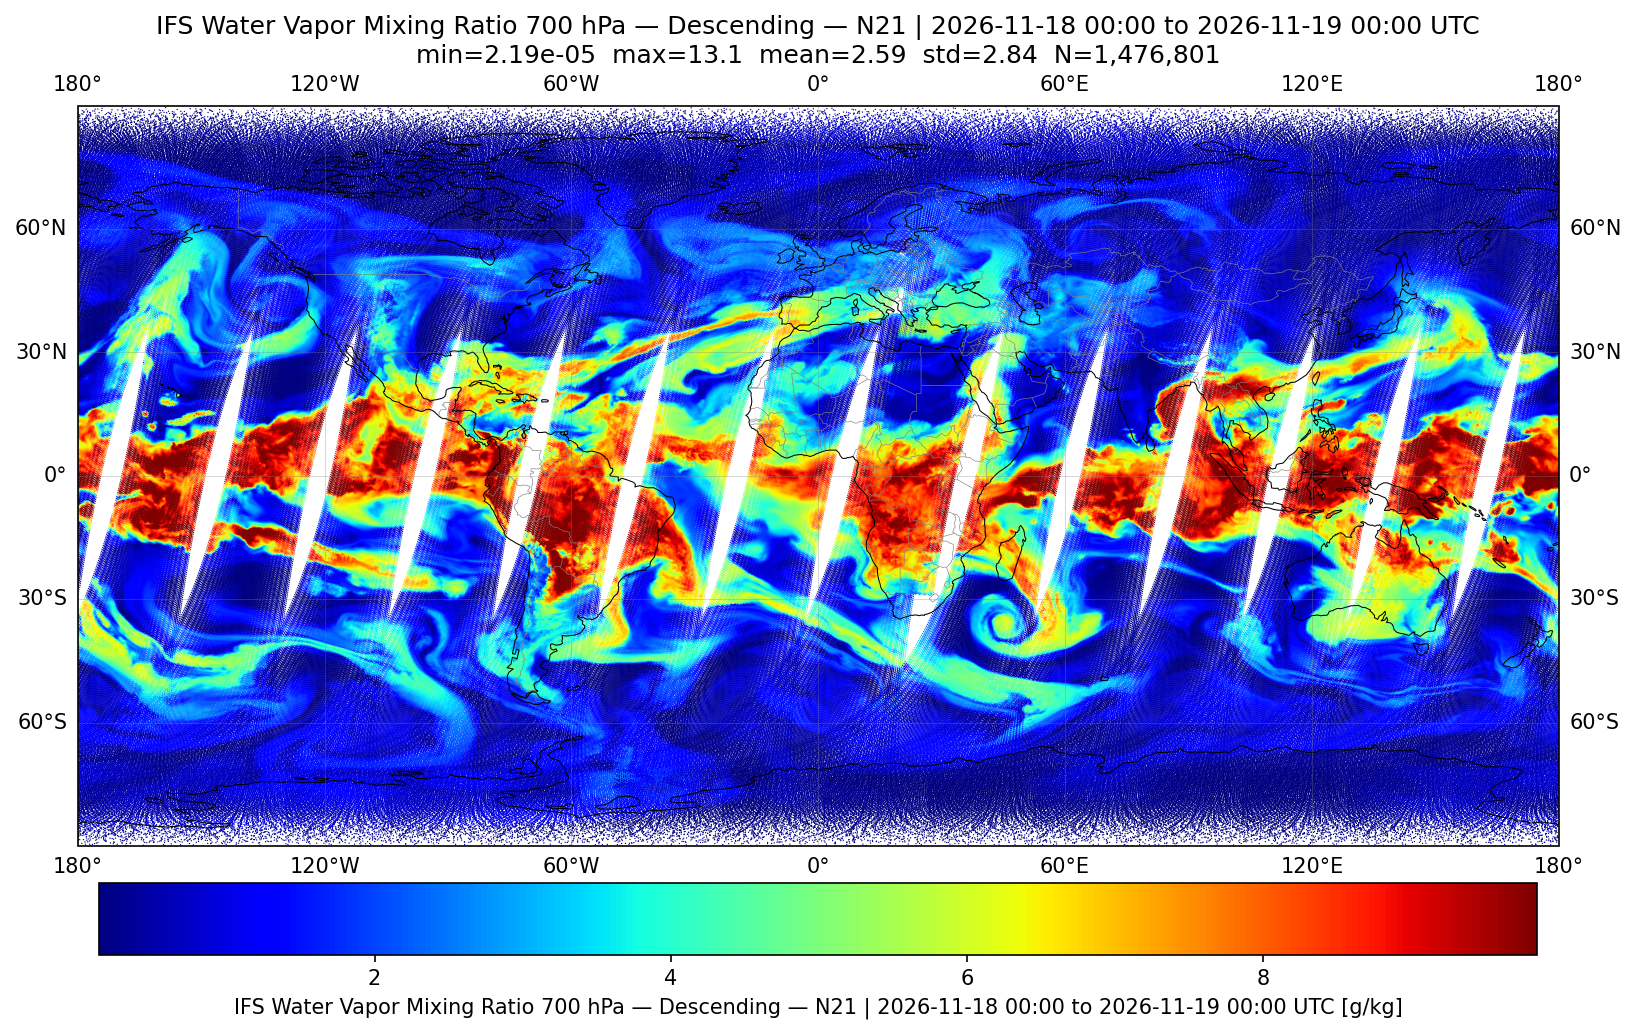 IFS Water Vapor Mixing Ratio 700 hPa — Descending — N21 | 2026-11-18 00:00 to 2026-11-19 00:00 UTC
min=2.19e-05 max=13.1 mean=2.59 std=2.84 N=1,476,801
180° 120°W 60°W 0° 60°E 120°E 180°
60°N 60°N
30°N 30°N
0° 0°
30°S 30°S
60°S 60°S
180° 120°W 60°W 0° 60°E 120°E 180°
2 4 6 8
IFS Water Vapor Mixing Ratio 700 hPa — Descending — N21 | 2026-11-18 00:00 to 2026-11-19 00:00 UTC [g/kg]